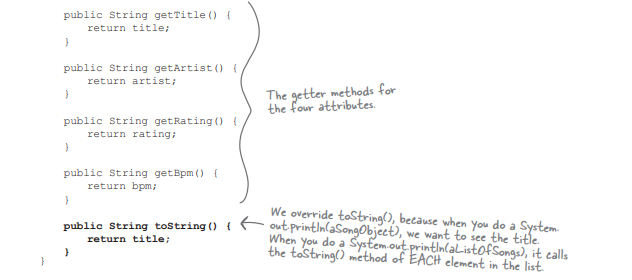 public String getTitle() {
return title;
}
public String getArtist() {
return artist;
}
public String getRating() {
return rating;
}
public String getBpm() {
return bpm;
}
The getter methods for
the four attributes.
public String toString() {
return title;
}
}
We override toString(), because when you do a System.
out.println(aSongObject), we want to see the title.
When you do a System.out.println(aListOfSongs), it calls
the toString() method of EACH element in the list.